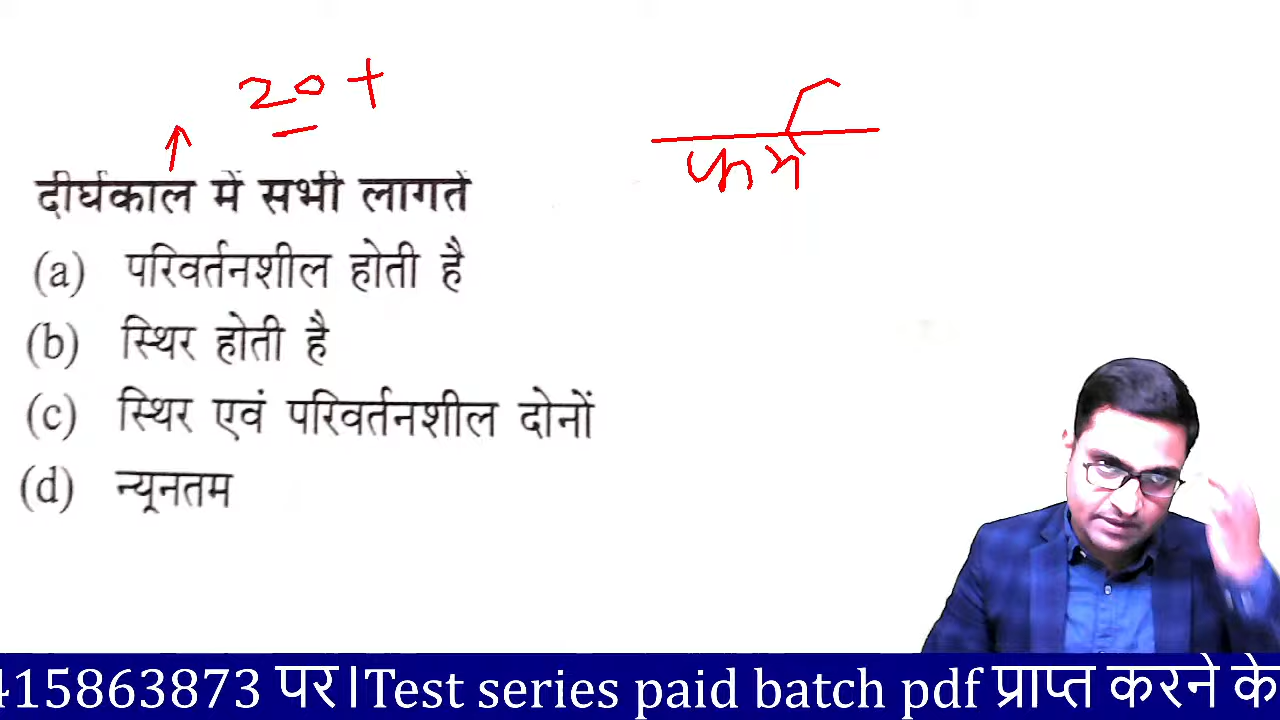 20+
फर्म
दीर्घकाल में सभी लागतें
(a) परिवर्तनशील होती है
(b) स्थिर होती है
(c) स्थिर एवं परिवर्तनशील दोनों
(d) न्यूनतम
415863873 पर।Test series paid batch pdf प्राप्त करने के